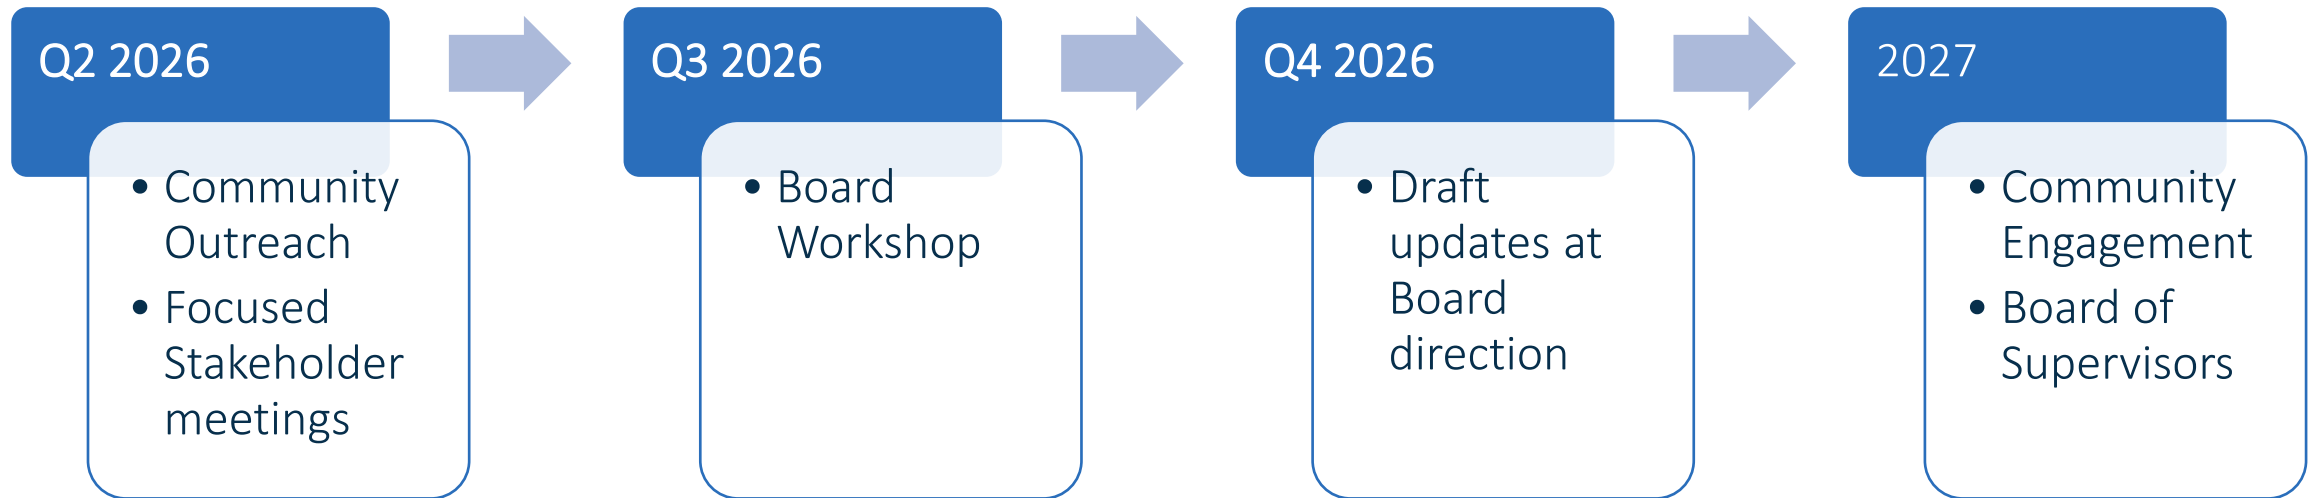 Q2 2026
• Community
Outreach
• Focused
Stakeholder
meetings
Q3 2026
• Board
Workshop
Q4 2026
• Draft
updates at
Board
direction
2027
• Community
Engagement
• Board of
Supervisors